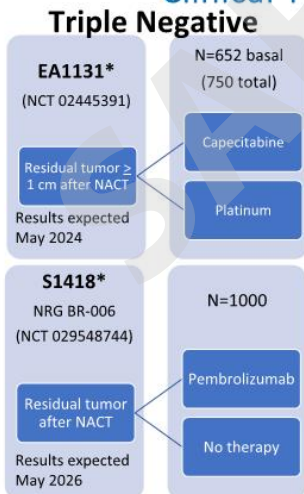 Triple Negative
EA1131*
(NCT 02445391)
Residual tumor ≥
1 cm after NACT
Results expected
May 2024
N=652 basal
(750 total)
Capecitabine
Platinum
S1418*
NRG BR-006
(NCT 029548744)
Residual tumor
after NACT
Results expected
May 2026
N=1000
Pembrolizumab
No therapy